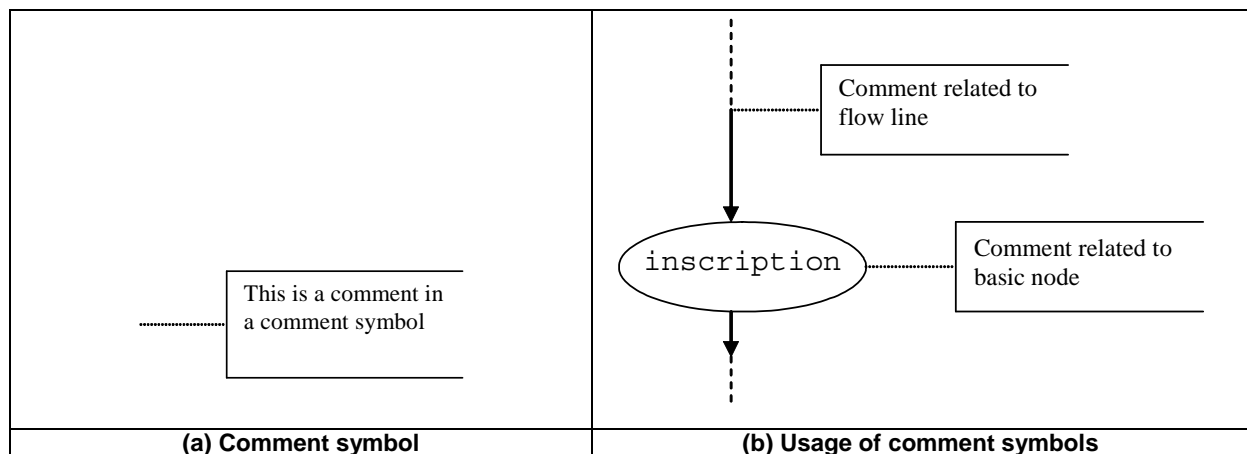 This is a comment in
a comment symbol
(a) Comment symbol
Comment related to
flow line
inscription
Comment related to
basic node
(b) Usage of comment symbols